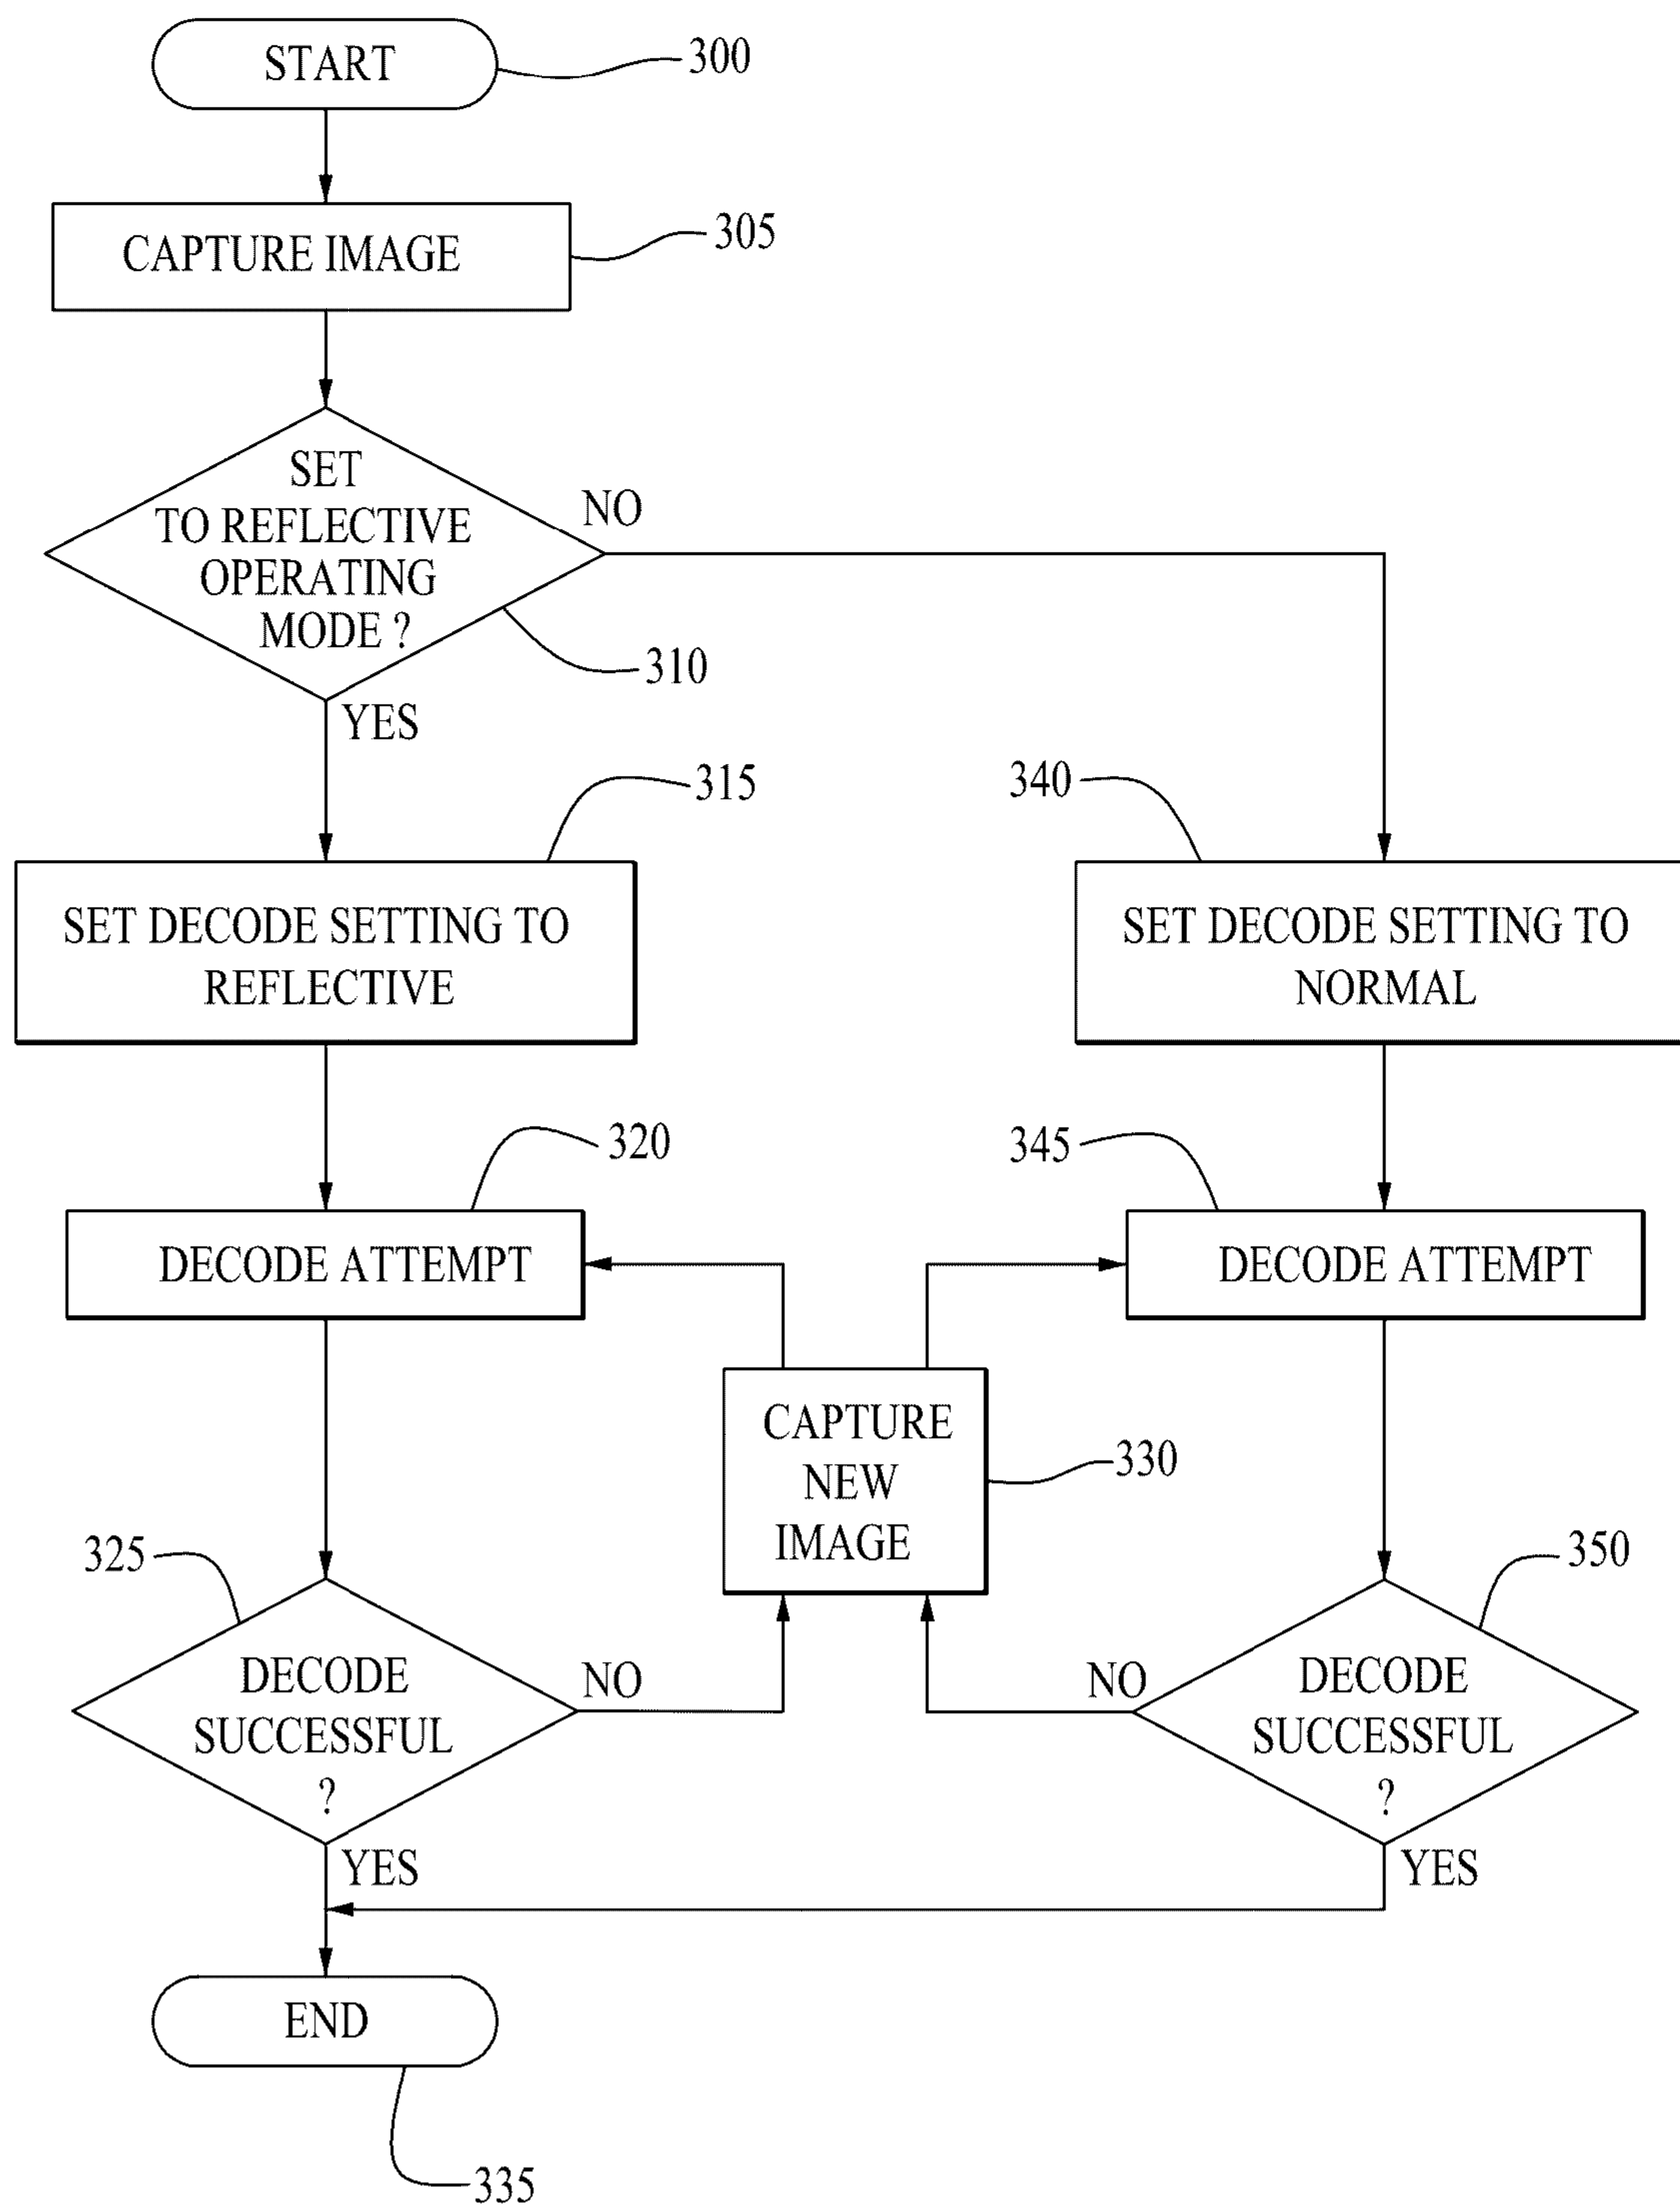 START
300
CAPTURE IMAGE
305
SET
TO REFLECTIVE
OPERATING
MODE ?
NO
310
YES
315
340
SET DECODE SETTING TO
REFLECTIVE
SET DECODE SETTING TO
NORMAL
320
345
DECODE ATTEMPT
DECODE ATTEMPT
CAPTURE
NEW
IMAGE
330
325
350
DECODE
SUCCESSFUL
?
NO
NO
DECODE
SUCCESSFUL
?
YES
YES
END
335